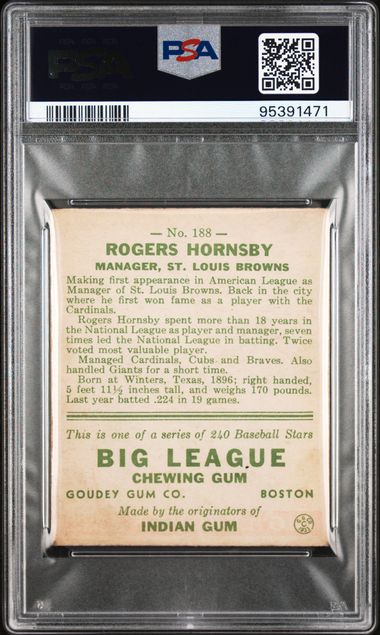 PSA
PSA
95391471
— No. 188 —
ROGERS HORNSBY
MANAGER, ST. LOUIS BROWNS
Making first appearance in American League as
Manager of St. Louis Browns. Back in the city
where he first won fame as a player with the
Cardinals.
Rogers Hornsby spent more than 18 years in
the National League as player and manager, seven
times led the National League in batting. Twice
voted most valuable player.
Managed Cardinals, Cubs and Braves. Also
handled Giants for a short time.
Born at Winters, Texas, 1896; right handed,
5 feet 11½ inches tall, and weighs 170 pounds.
Last year batted .224 in 19 games.
This is one of a series of 240 Baseball Stars
BIG LEAGUE
CHEWING GUM
GOUDEY GUM CO. BOSTON
Made by the originators of
INDIAN GUM